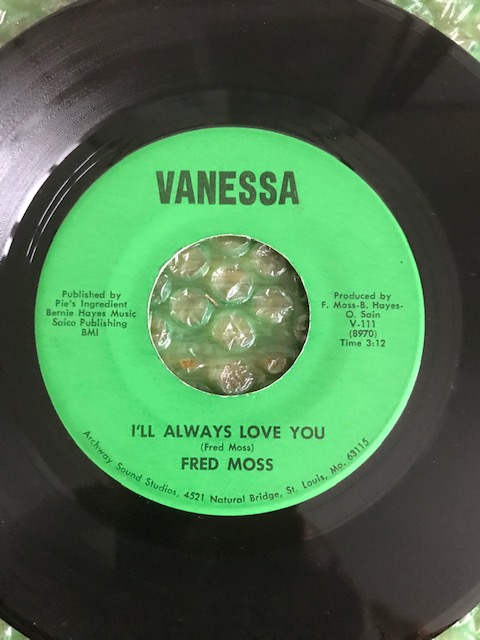 VANESSA
Published by
Pie's Ingredient
Bernie Hayes Music
Saico Publishing
BMI
Produced by
F. Moss-B. Hayes-
O. Sain
V-111
(8970)
Time 3:12
I'LL ALWAYS LOVE YOU
(Fred Moss)
FRED MOSS
Archway Sound Studios, 4521 Natural Bridge, St. Louis, Mo. 63115